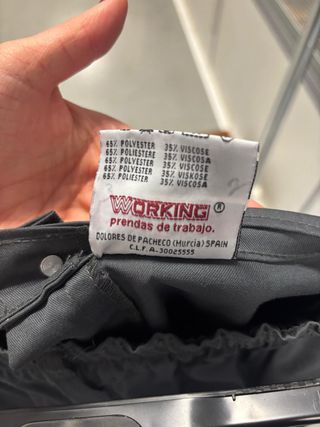 65% POLYESTER 35% VISCOSE
65% POLIESTERE 35% VISCOSA
65% POLYESTER 35% VISCOSE
65% POLYESTER 35% VISKOSE
65% POLIESTER 35% VISCOSA
WORKING®
prendas de trabajo.
DOLORES DE PACHECO (Murcia) SPAIN
C.L.F. A-30025555